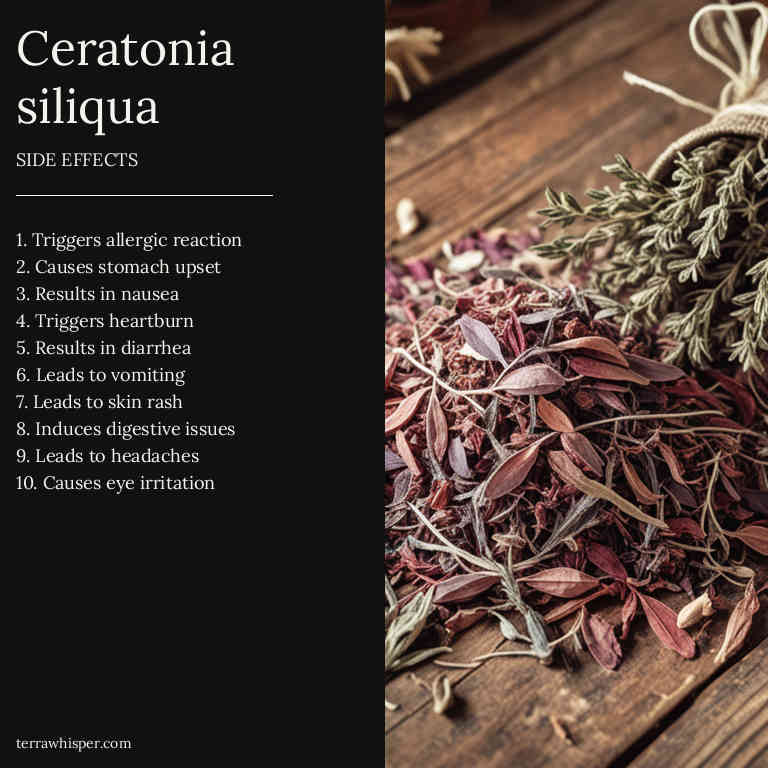 Ceratonia
siliqua
SIDE EFFECTS
1. Triggers allergic reaction
2. Causes stomach upset
3. Results in nausea
4. Triggers heartburn
5. Results in diarrhea
6. Leads to vomiting
7. Leads to skin rash
8. Induces digestive issues
9. Leads to headaches
10. Causes eye irritation
terrawhisper.com